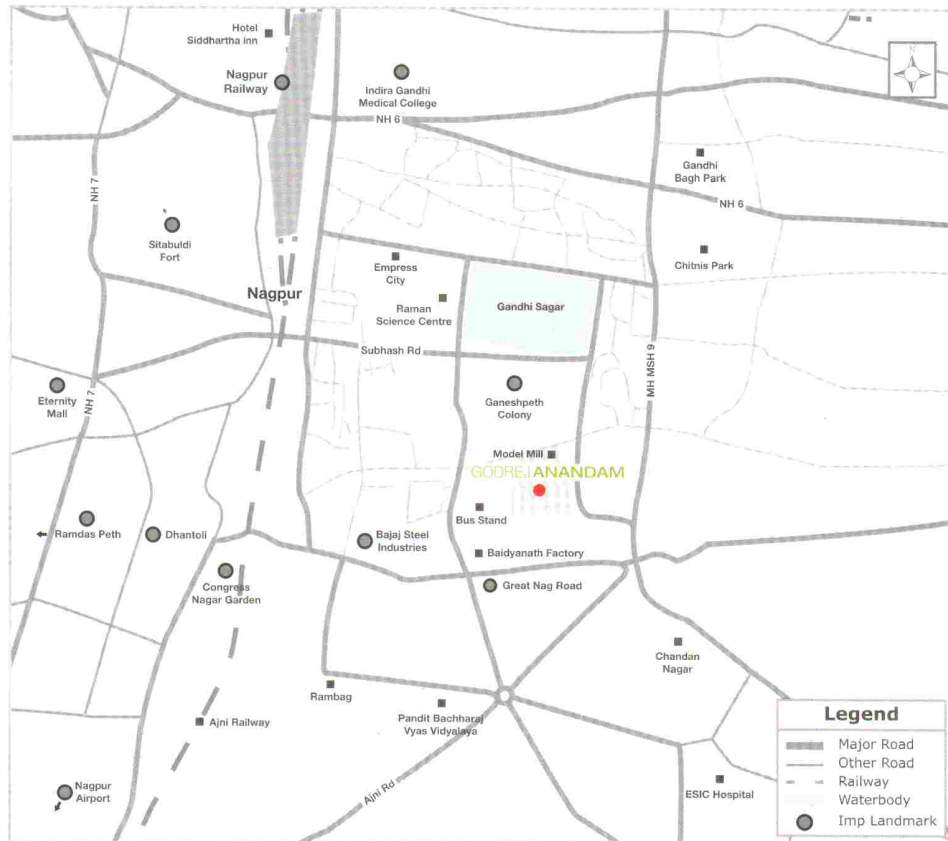 Hotel
Siddhartha inn
Nagpur
Railway
Indira Gandhi
Medical College
NH 6
Gandhi
Bagh Park
NH 7
NH 6
Sitabuldi
Fort
Empress
City
Chitnis Park
Nagpur
Raman
Science Centre
Gandhi Sagar
Subhash Rd
MH MSH 9
Eternity
Mall
NH 7
Ganeshpeth
Colony
Model Mill
GODREJ ANANDAM
Bus Stand
Ramdas Peth
Dhantoli
Bajaj Steel
Industries
Baidyanath Factory
Congress
Nagar Garden
Great Nag Road
Chandan
Nagar
Rambag
Pandit Bachharaj
Vyas Vidyalaya
Ajni Railway
Ajni Rd
Nagpur
Airport
ESIC Hospital
Legend
Major Road
Other Road
Railway
Waterbody
Imp Landmark